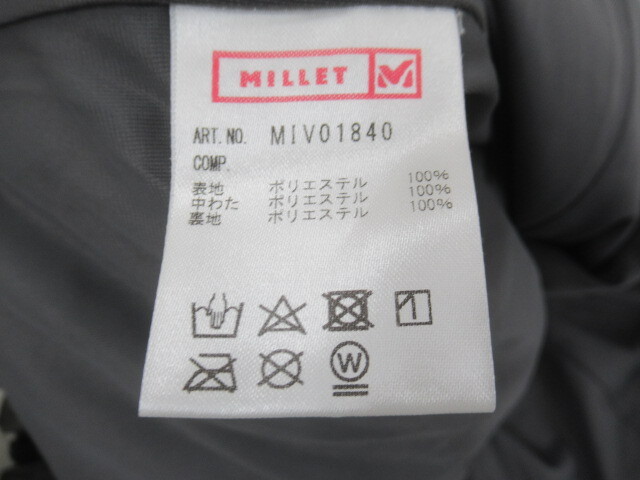 MILLET M
ART.NO. MIV01840
COMP.
表地 ポリエステル 100%
中わた ポリエステル 100%
裏地 ポリエステル 100%
W